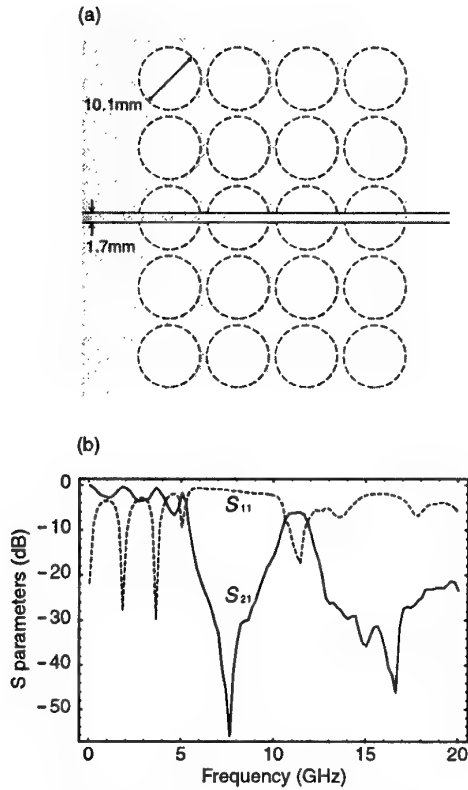 (a)
10.1mm
1.7mm
(b)
S parameters (dB)
0
-10
-20
-30
-40
-50
S11
S21
0 5 10 15 20
Frequency (GHz)